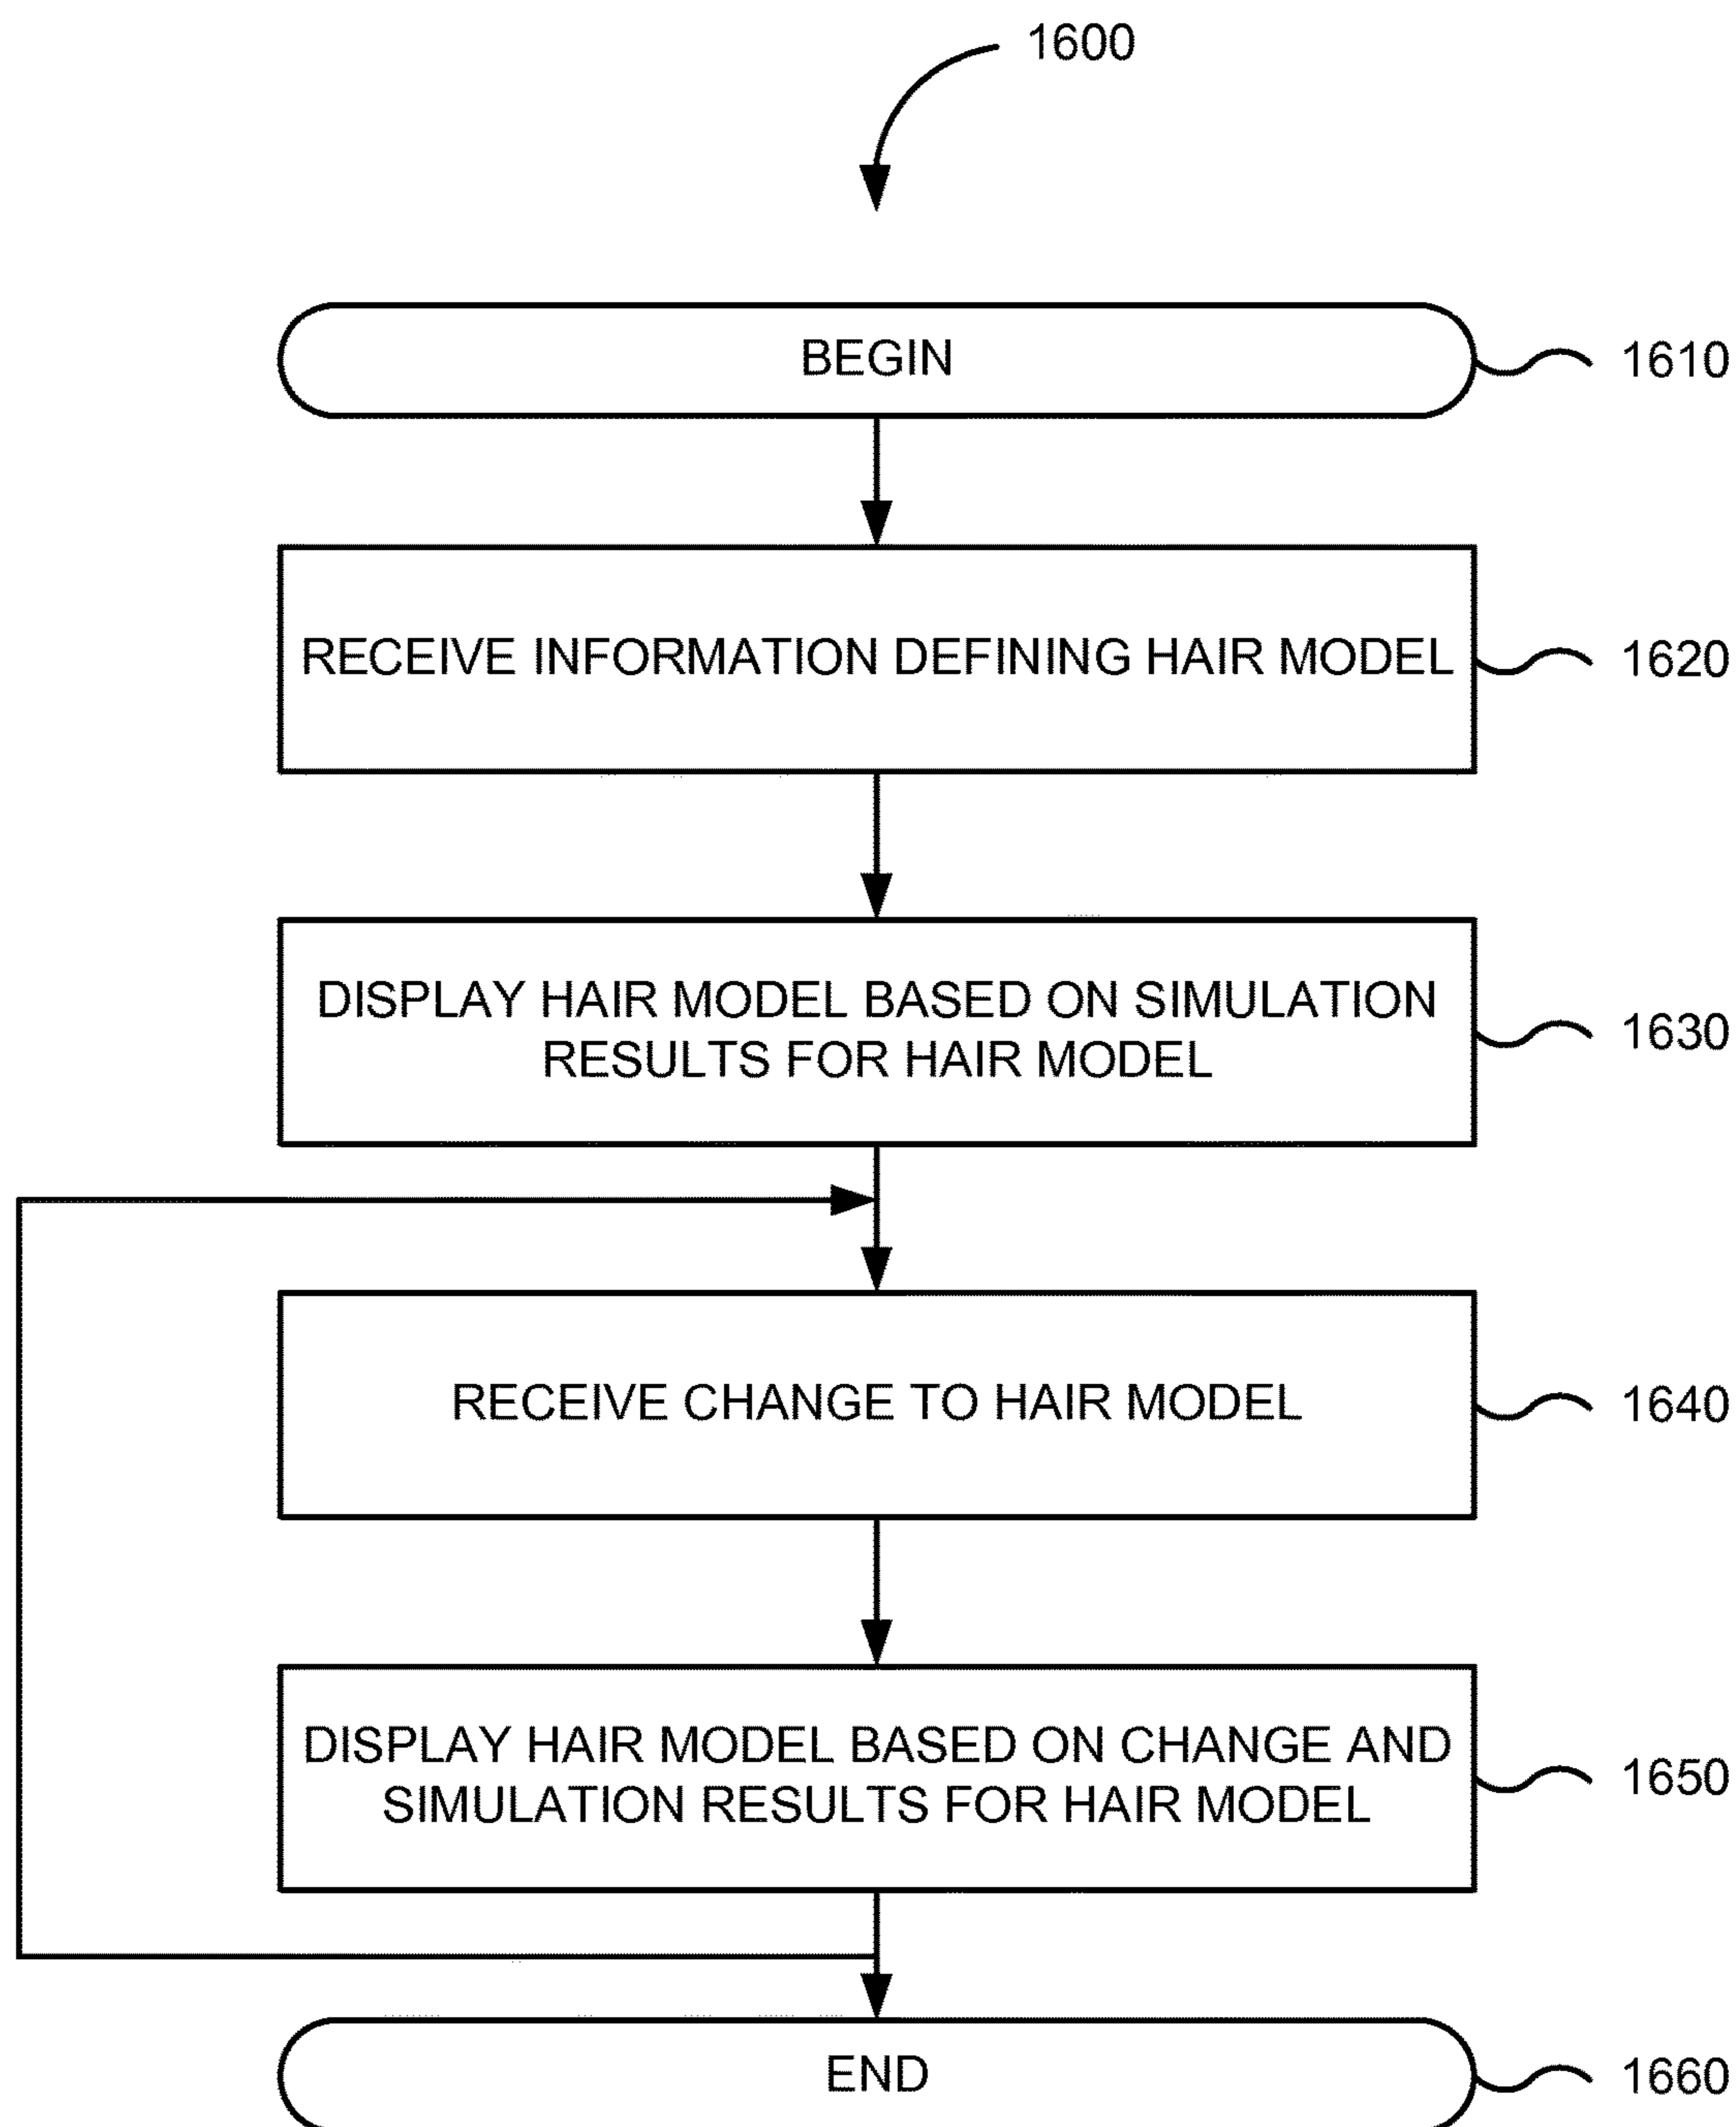 1600
BEGIN
1610
RECEIVE INFORMATION DEFINING HAIR MODEL
1620
DISPLAY HAIR MODEL BASED ON SIMULATION
RESULTS FOR HAIR MODEL
1630
RECEIVE CHANGE TO HAIR MODEL
1640
DISPLAY HAIR MODEL BASED ON CHANGE AND
SIMULATION RESULTS FOR HAIR MODEL
1650
END
1660